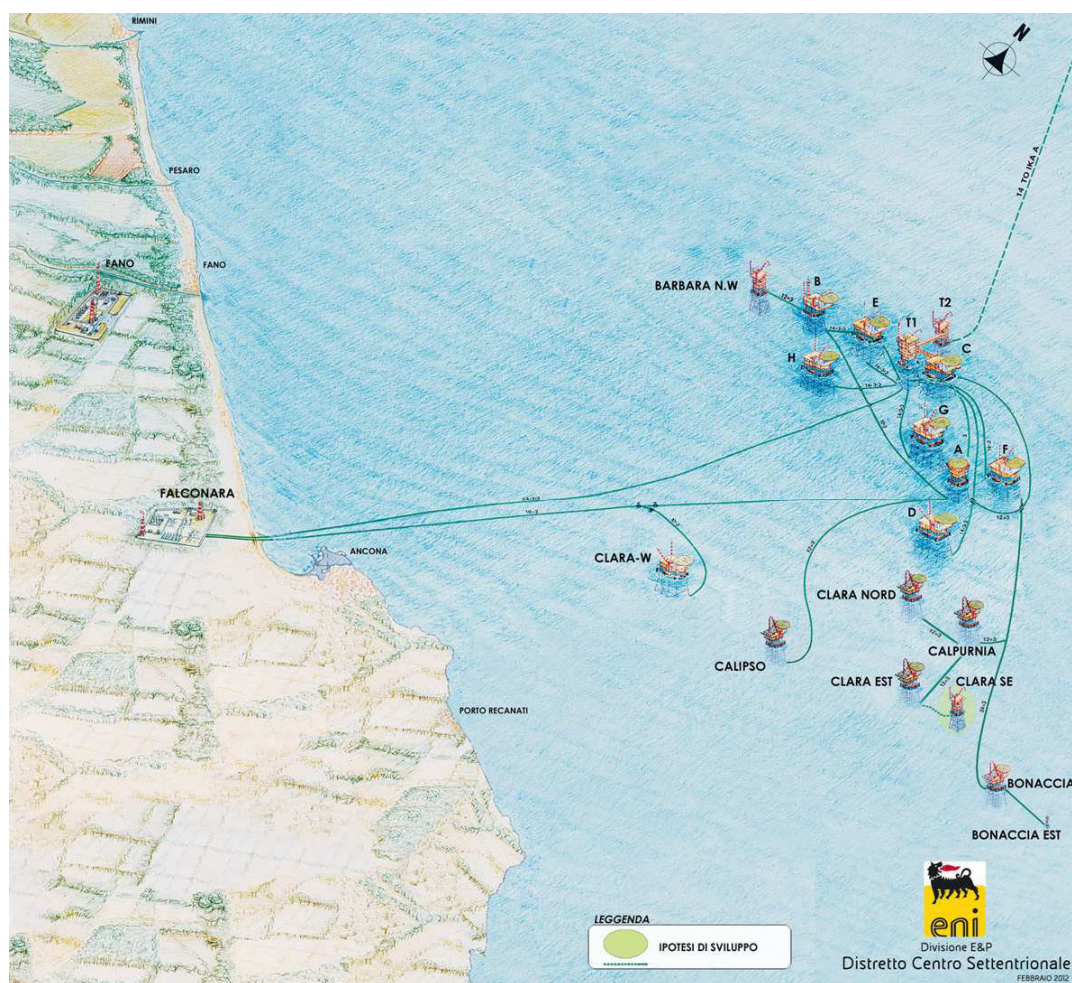 RIMINI
N
14 TO IKA A
PESARO
FANO
FANO
BARBARA N.W
B
E
T1
T2
C
H
G
A
F
D
FALCONARA
ANCONA
CLARA-W
CLARA NORD
CALPURNIA
CALIPSO
CLARA EST
CLARA SE
PORTO RECANATI
BONACCIA
BONACCIA EST
LEGGENDA
IPOTESI DI SVILUPPO
eni
Divisione E&P
Distretto Centro Settentrionale
FEBBRAIO 2012